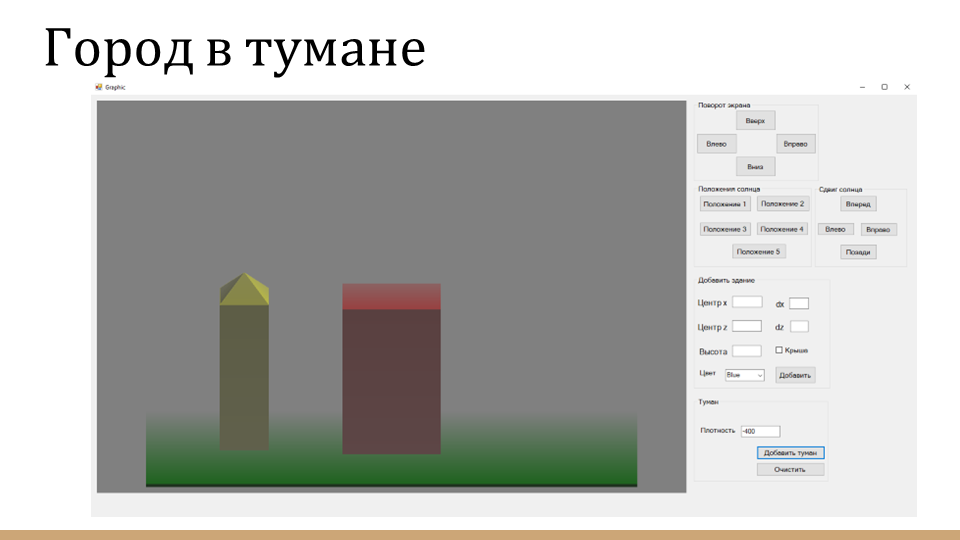 Город в тумане
Graphic
Поворот экрана
Вверх
Влево
Вправо
Вниз
Положения солнца
Положение 1
Положение 2
Положение 3
Положение 4
Положение 5
Сдвиг солнца
Вперед
Влево
Вправо
Позади
Добавить здание
Центр x
dx
Центр z
dz
Высота
Крыша
Цвет
Blue
Добавить
Туман
Плотность
-400
Добавить туман
Очистить